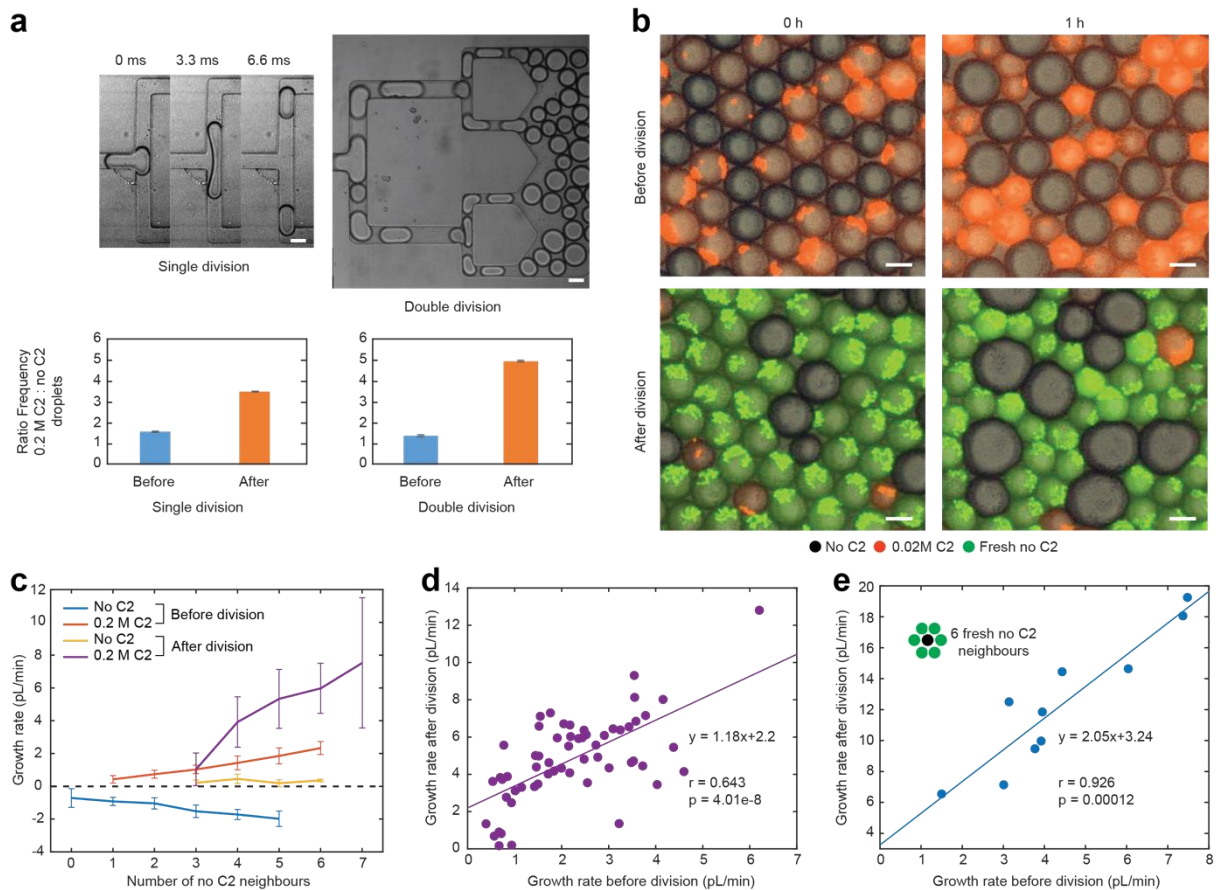 a
0 ms 3.3 ms 6.6 ms
Single division
Double division
Ratio Frequency
0.2 M C2 : no C2
droplets
6
5
4
3
2
1
0
Before After
Single division
6
5
4
3
2
1
0
Before After
Double division
b
0 h 1 h
Before division
After division
No C2 0.02M C2 Fresh no C2
c
Growth rate (pL/min)
12
10
8
6
4
2
0
-2
-4
No C2
0.2 M C2
Before division
No C2
0.2 M C2
After division
0 1 2 3 4 5 6 7
Number of no C2 neighbours
d
Growth rate after division (pL/min)
14
12
10
8
6
4
2
0
y = 1.18x+2.2
r = 0.643
p = 4.01e-8
0 1 2 3 4 5 6 7
Growth rate before division (pL/min)
e
Growth rate after division (pL/min)
20
18
16
14
12
10
8
6
4
6 fresh no C2
neighbours
y = 2.05x+3.24
r = 0.926
p = 0.00012
0 1 2 3 4 5 6 7 8
Growth rate before division (pL/min)